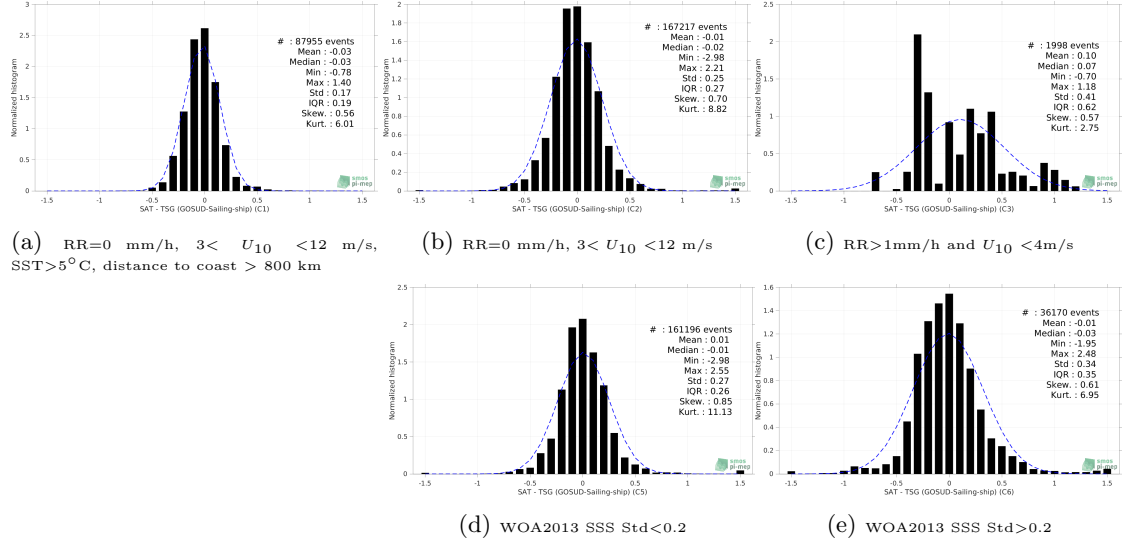 Normalized histogram
3
2.5
2
1.5
1
0.5
0
-1.5 -1 -0.5 0 0.5 1 1.5
SAT - TSG (GOSUD-Sailing-ship) (C1)
# : 87955 events
Mean : -0.03
Median : -0.03
Min : -0.78
Max : 1.40
Std : 0.17
IQR : 0.19
Skew. : 0.56
Kurt. : 6.01
smos
pi-mep
(a) RR=0 mm/h, 3< U10 <12 m/s,
SST>5°C, distance to coast > 800 km
Normalized histogram
2
1.8
1.6
1.4
1.2
1
0.8
0.6
0.4
0.2
0
-1.5 -1 -0.5 0 0.5 1 1.5
SAT - TSG (GOSUD-Sailing-ship) (C2)
# : 167217 events
Mean : -0.01
Median : -0.02
Min : -2.98
Max : 2.21
Std : 0.25
IQR : 0.27
Skew. : 0.70
Kurt. : 8.82
smos
pi-mep
(b) RR=0 mm/h, 3< U10 <12 m/s
Normalized histogram
2.5
2
1.5
1
0.5
0
-1.5 -1 -0.5 0 0.5 1 1.5
SAT - TSG (GOSUD-Sailing-ship) (C3)
# : 1998 events
Mean : 0.10
Median : 0.07
Min : -0.70
Max : 1.18
Std : 0.41
IQR : 0.62
Skew. : 0.57
Kurt. : 2.75
smos
pi-mep
(c) RR>1mm/h and U10 <4m/s
Normalized histogram
2.5
2
1.5
1
0.5
0
-1.5 -1 -0.5 0 0.5 1 1.5
SAT - TSG (GOSUD-Sailing-ship) (C5)
# : 161196 events
Mean : 0.01
Median : -0.01
Min : -2.98
Max : 2.55
Std : 0.27
IQR : 0.26
Skew. : 0.85
Kurt. : 11.13
smos
pi-mep
(d) WOA2013 SSS Std<0.2
Normalized histogram
1.6
1.4
1.2
1
0.8
0.6
0.4
0.2
0
-1.5 -1 -0.5 0 0.5 1 1.5
SAT - TSG (GOSUD-Sailing-ship) (C6)
# : 36170 events
Mean : -0.01
Median : -0.03
Min : -1.95
Max : 2.48
Std : 0.34
IQR : 0.35
Skew. : 0.61
Kurt. : 6.95
smos
pi-mep
(e) WOA2013 SSS Std>0.2